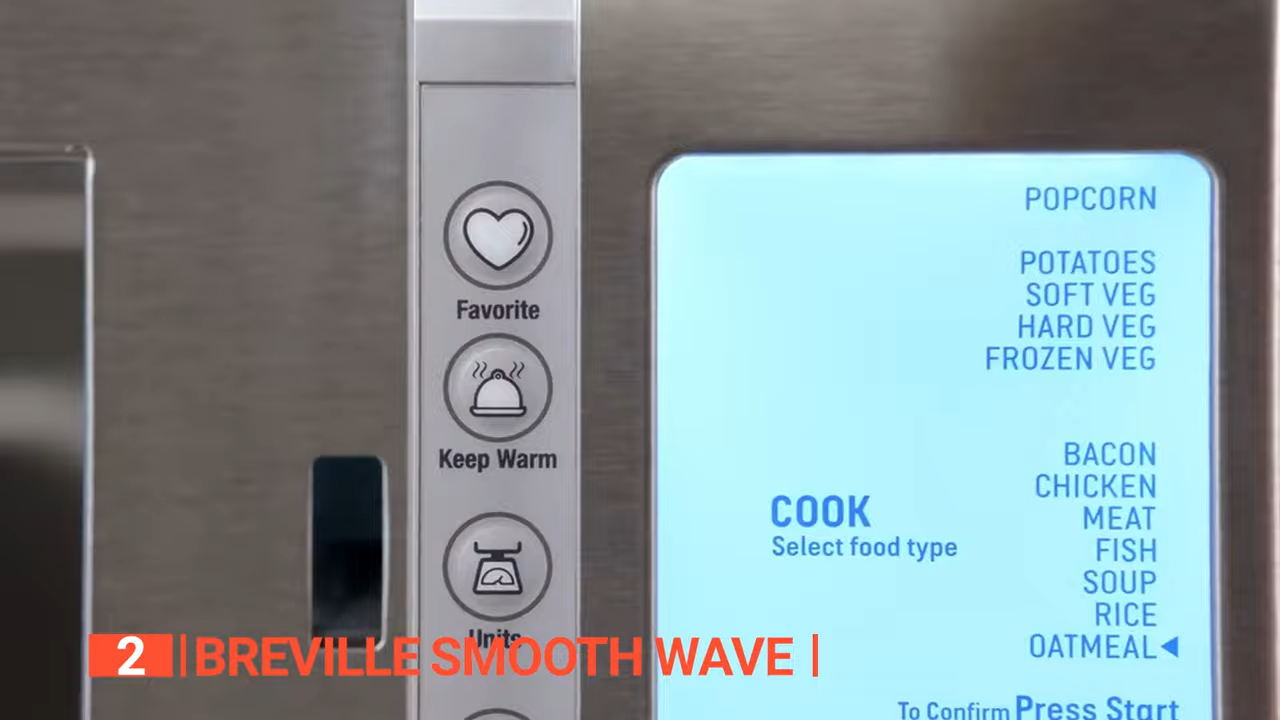 Favorite
Keep Warm
Units
POPCORN
POTATOES
SOFT VEG
HARD VEG
FROZEN VEG
BACON
CHICKEN
MEAT
FISH
SOUP
RICE
OATMEAL
COOK
Select food type
To Confirm Press Start
2 | BREVILLE SMOOTH WAVE |